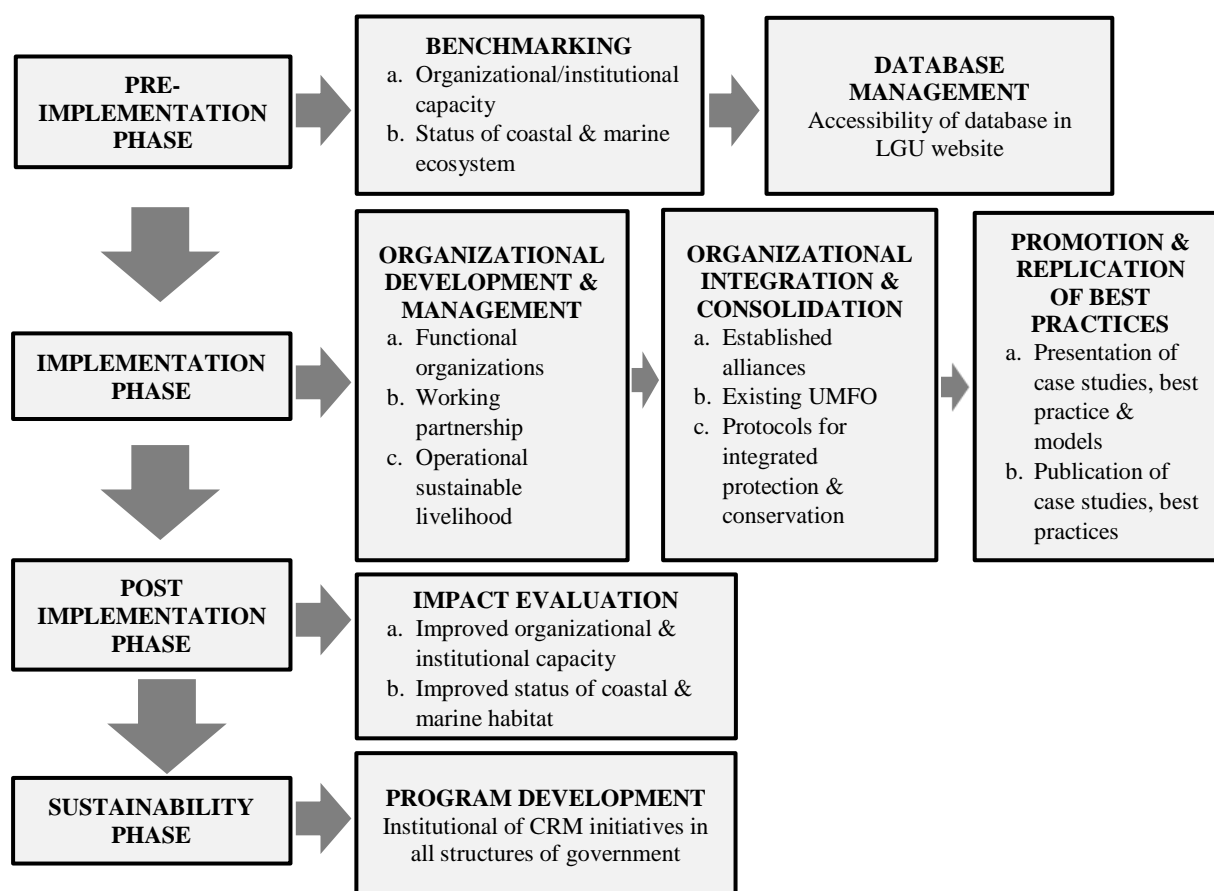 PRE-
IMPLEMENTATION
PHASE
BENCHMARKING
a. Organizational/institutional
capacity
b. Status of coastal & marine
ecosystem
DATABASE
MANAGEMENT
Accessibility of database in
LGU website
IMPLEMENTATION
PHASE
ORGANIZATIONAL
DEVELOPMENT &
MANAGEMENT
a. Functional
organizations
b. Working
partnership
c. Operational
sustainable
livelihood
ORGANIZATIONAL
INTEGRATION &
CONSOLIDATION
a. Established
alliances
b. Existing UMFO
c. Protocols for
integrated
protection &
conservation
PROMOTION &
REPLICATION
OF BEST
PRACTICES
a. Presentation of
case studies, best
practice &
models
b. Publication of
case studies, best
practices
POST
IMPLEMENTATION
PHASE
IMPACT EVALUATION
a. Improved organizational &
institutional capacity
b. Improved status of coastal &
marine habitat
SUSTAINABILITY
PHASE
PROGRAM DEVELOPMENT
Institutional of CRM initiatives in
all structures of government